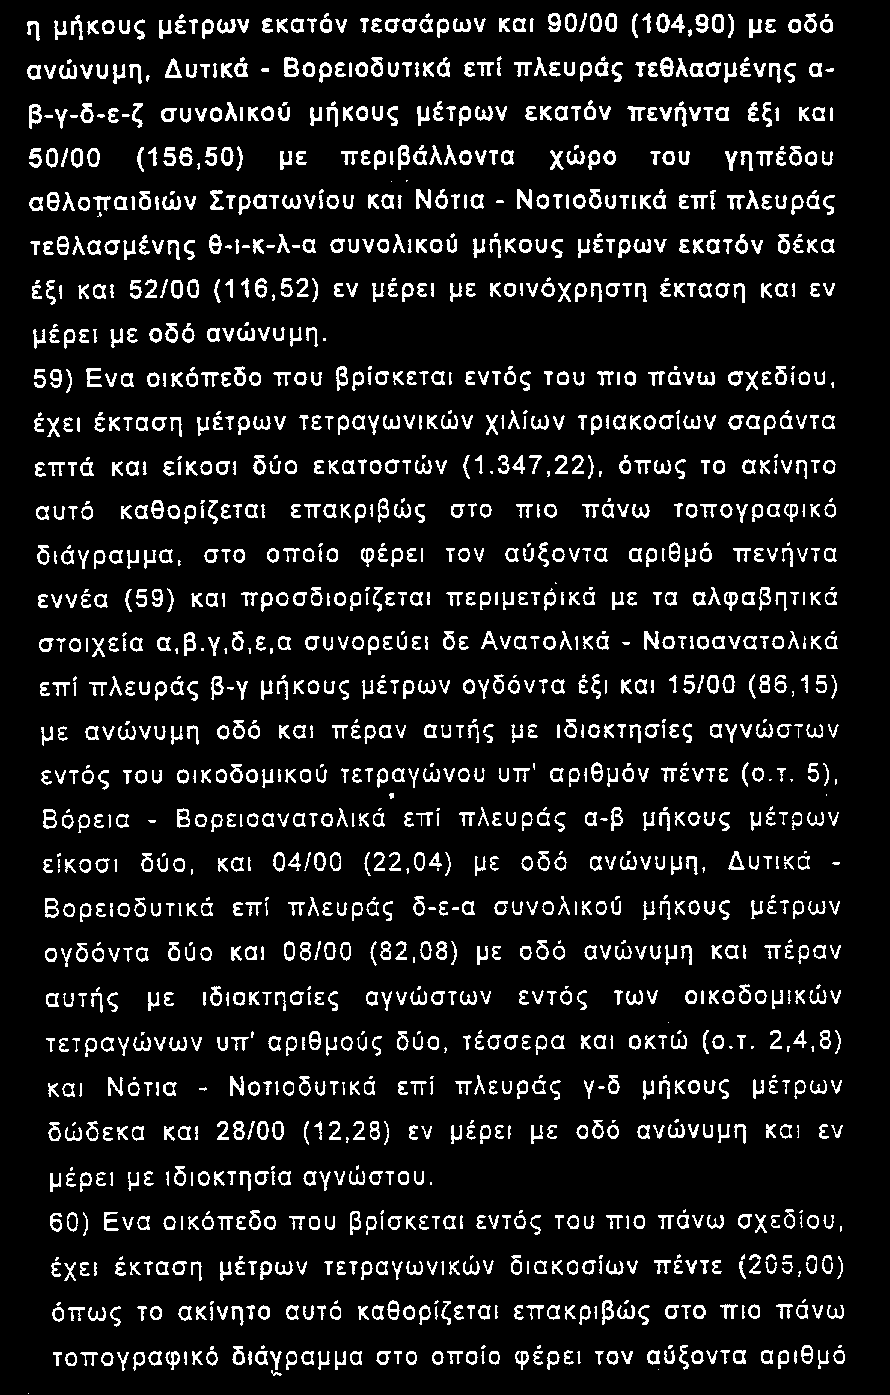 η μήκους μέτρων εκατόν τεσσάρων και 90/00 (104,90) με οδό
ανώνυμη, Δυτικά - Βορειοδυτικά επί πλευράς τεθλασμένης α-
β-γ-δ-ε-ζ συνολικού μήκους μέτρων εκατόν πενήντα έξι και
50/00 (156,50) με περιβάλλοντα χώρο του γηπέδου
αθλοπαιδιών Στρατωνίου και Νότια - Νοτιοδυτικά επί πλευράς
τεθλασμένης θ-ι-κ-λ-α συνολικού μήκους μέτρων εκατόν δέκα
έξι και 52/00 (116,52) εν μέρει με κοινόχρηστη έκταση και εν
μέρει με οδό ανώνυμη.
59) Ενα οικόπεδο που βρίσκεται εντός του πιο πάνω σχεδίου,
έχει έκταση μέτρων τετραγωνικών χιλίων τριακοσίων σαράντα
επτά και είκοσι δύο εκατοστών (1.347,22), όπως το ακίνητο
αυτό καθορίζεται επακριβώς στο πιο πάνω τοπογραφικό
διάγραμμα, στο οποίο φέρει τον αύξοντα αριθμό πενήντα
εννέα (59) και προσδιορίζεται περιμετρικά με τα αλφαβητικά
στοιχεία α,β.γ,δ,ε,α συνορεύει δε Ανατολικά - Νοτιοανατολικά
επί πλευράς β-γ μήκους μέτρων ογδόντα έξι και 15/00 (86,15)
με ανώνυμη οδό και πέραν αυτής με ιδιοκτησίες αγνώστων
εντός του οικοδομικού τετραγώνου υπ' αριθμόν πέντε (ο.τ. 5),
Βόρεια - Βορειοανατολικά επί πλευράς α-β μήκους μέτρων
είκοσι δύο, και 04/00 (22,04) με οδό ανώνυμη, Δυτικά -
Βορειοδυτικά επί πλευράς δ-ε-α συνολικού μήκους μέτρων
ογδόντα δύο και 08/00 (82,08) με οδό ανώνυμη και πέραν
αυτής με ιδιοκτησίες αγνώστων εντός των οικοδομικών
τετραγώνων υπ' αριθμούς δύο, τέσσερα και οκτώ (ο.τ. 2,4,8)
και Νότια - Νοτιοδυτικά επί πλευράς γ-δ μήκους μέτρων
δώδεκα και 28/00 (12,28) εν μέρει με οδό ανώνυμη και εν
μέρει με ιδιοκτησία αγνώστου.
60) Ενα οικόπεδο που βρίσκεται εντός του πιο πάνω σχεδίου,
έχει έκταση μέτρων τετραγωνικών διακοσίων πέντε (205,00)
όπως το ακίνητο αυτό καθορίζεται επακριβώς στο πιο πάνω
τοπογραφικό διάγραμμα στο οποίο φέρει τον αύξοντα αριθμό